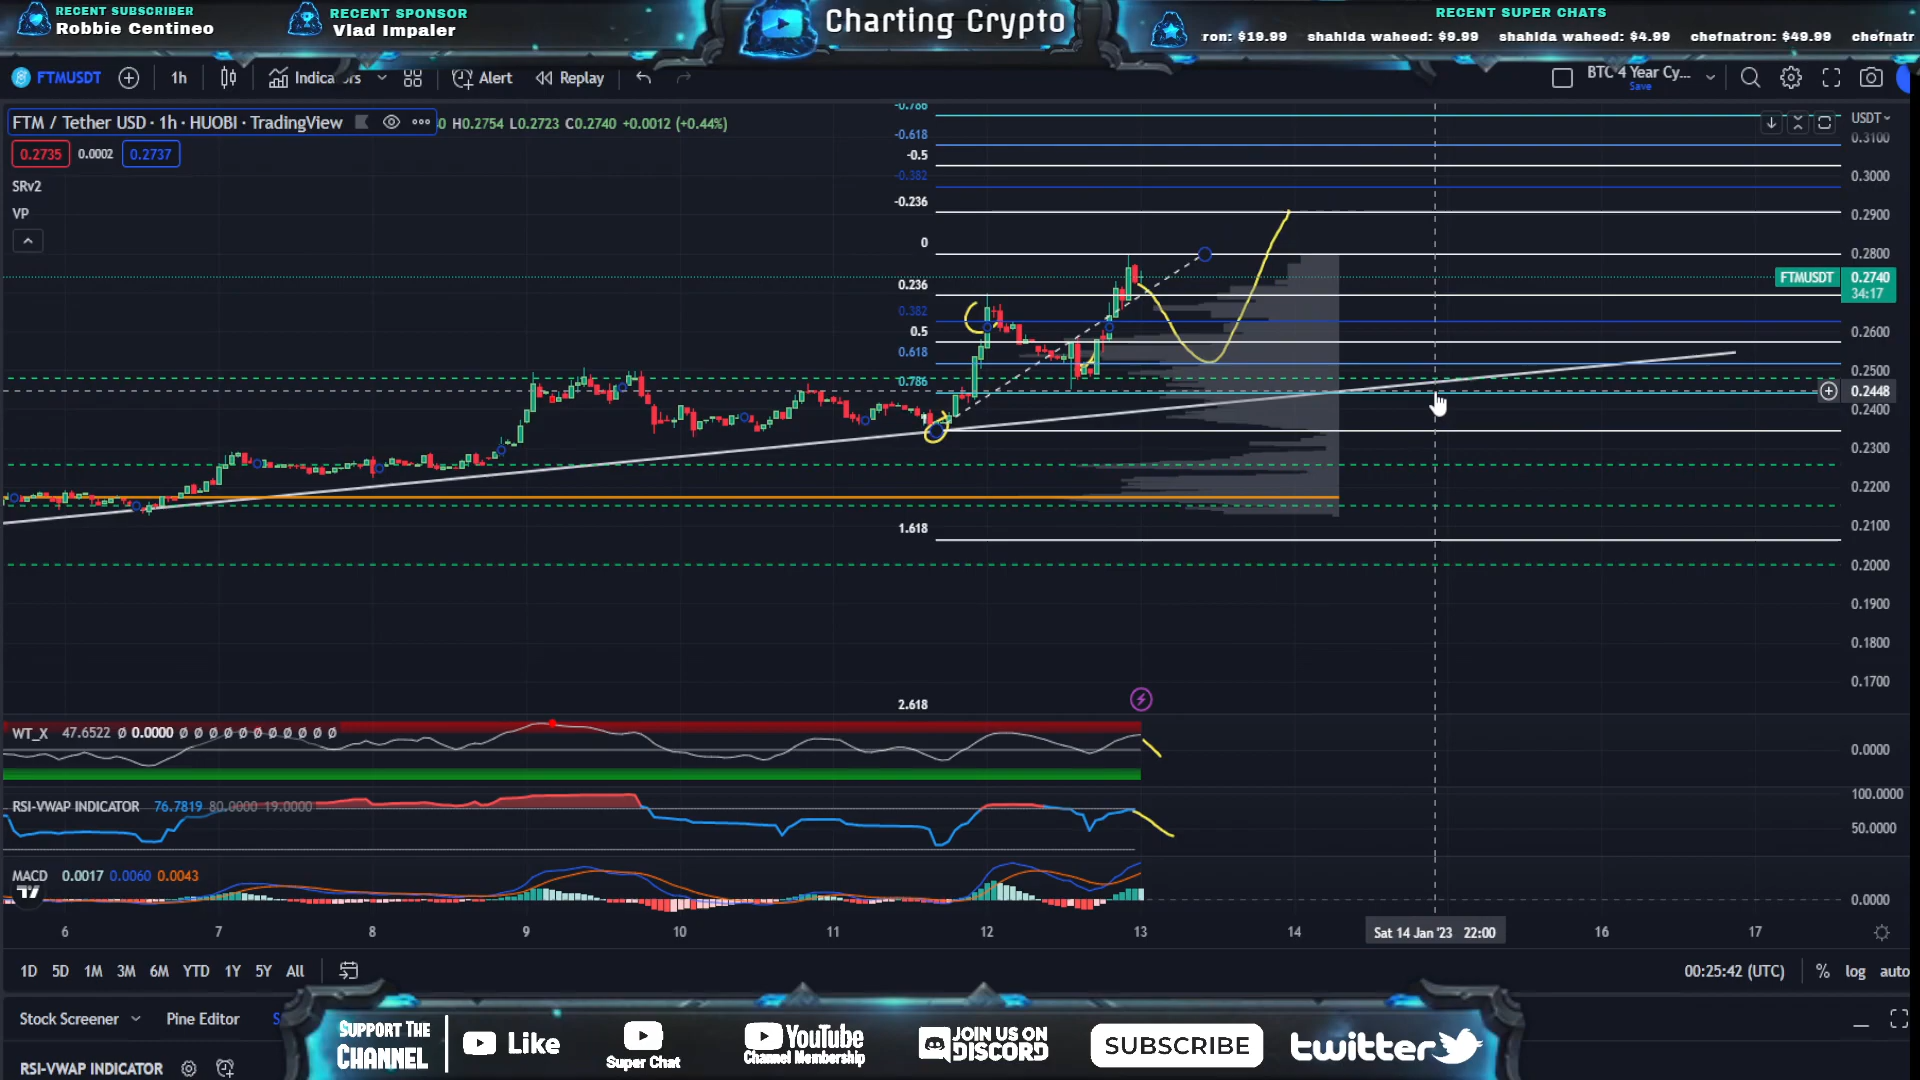 RECENT SUBSCRIBER
Robbie Centineo
RECENT SPONSOR
Vlad Impaler
Charting Crypto
RECENT SUPER CHATS
ron: $19.99 shahida waheed: $9.99 shahida waheed: $4.99 chefnatron: $49.99 chefnatr
FTMUSDT 1h Indica rs Alert Replay
BTC 4 Year Cy...
Save
FTM / Tether USD · 1h · HUOBI · TradingView 0 H0.2754 L0.2723 C0.2740 +0.0012 (+0.44%)
0.2735 0.0002 0.2737
SRv2
VP
-0.786
-0.618
-0.5
-0.382
-0.236
0
0.236
0.382
0.5
0.618
0.786
1.618
2.618
USDT
0.3100
0.3000
0.2900
0.2800
FTMUSDT 0.2740
34:17
0.2600
0.2500
0.2448
0.2400
0.2300
0.2200
0.2100
0.2000
0.1900
0.1800
0.1700
WT_X 47.6522 Ø 0.0000 Ø Ø Ø Ø Ø Ø Ø Ø Ø Ø Ø
0.0000
RSI-VWAP INDICATOR 76.7819 80.0000 19.0000
100.0000
50.0000
MACD 0.0017 0.0060 0.0043
0.0000
6 7 8 9 10 11 12 13 14 Sat 14 Jan '23 22:00 16 17
1D 5D 1M 3M 6M YTD 1Y 5Y All
00:25:42 (UTC) % log auto
Stock Screener Pine Editor S
SUPPORT THE
CHANNEL
Like
Super Chat
YouTube
Channel Membership
JOIN US ON
DISCORD
SUBSCRIBE
twitter
RSI-VWAP INDICATOR